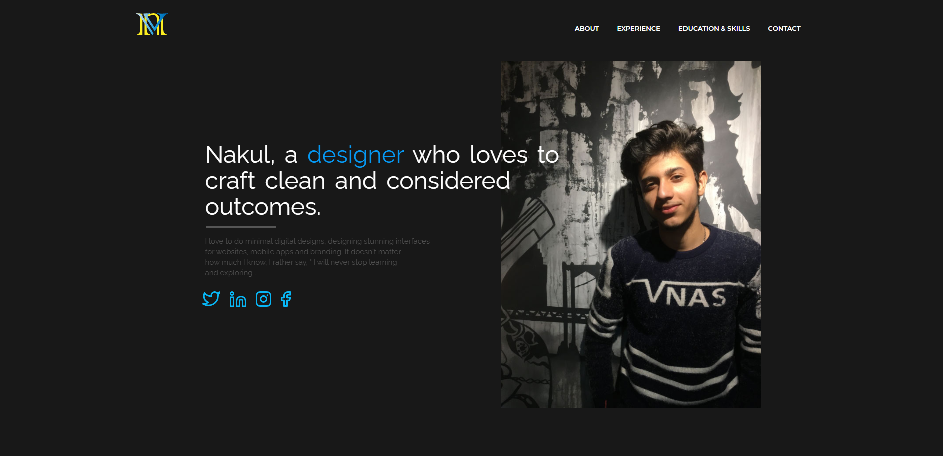 ABOUT EXPERIENCE EDUCATION & SKILLS CONTACT
Nakul, a designer who loves to
craft clean and considered
outcomes.
I love to do minimal digital designs, designing stunning interfaces
for websites, mobile apps and branding. It doesn't matter
how much I know, I rather say, " I will never stop learning
and exploring.
VNAS